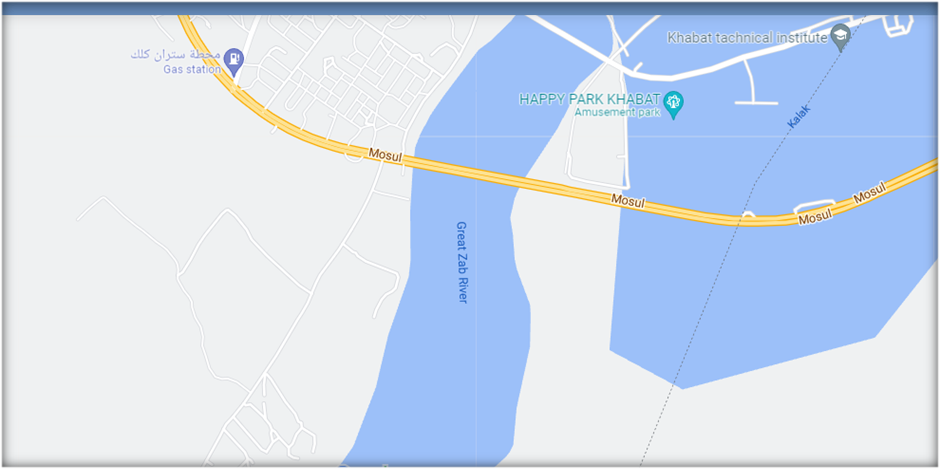 محطة ستران كلك
Gas station
Khabat tachnical institute
HAPPY PARK KHABAT
Amusement park
Kalak
Mosul
Mosul
Mosul
Mosul
Great Zab River